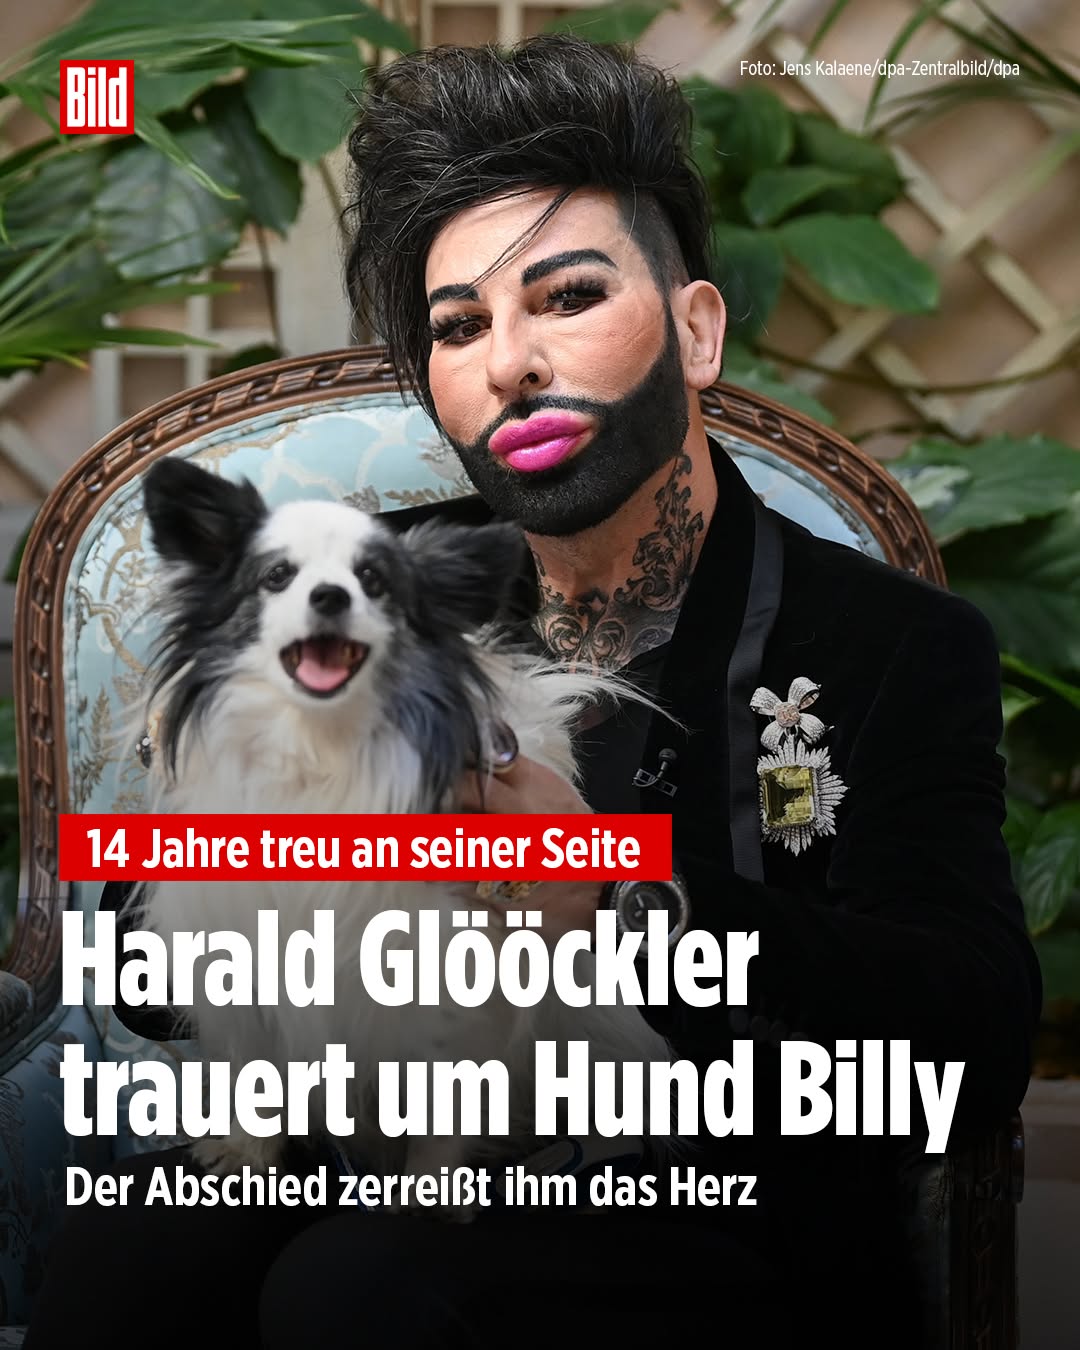 Bild
Foto: Jens Kalaene/dpa-Zentralbild/dpa
14 Jahre treu an seiner Seite
Harald Glööckler
trauert um Hund Billy
Der Abschied zerreißt ihm das Herz